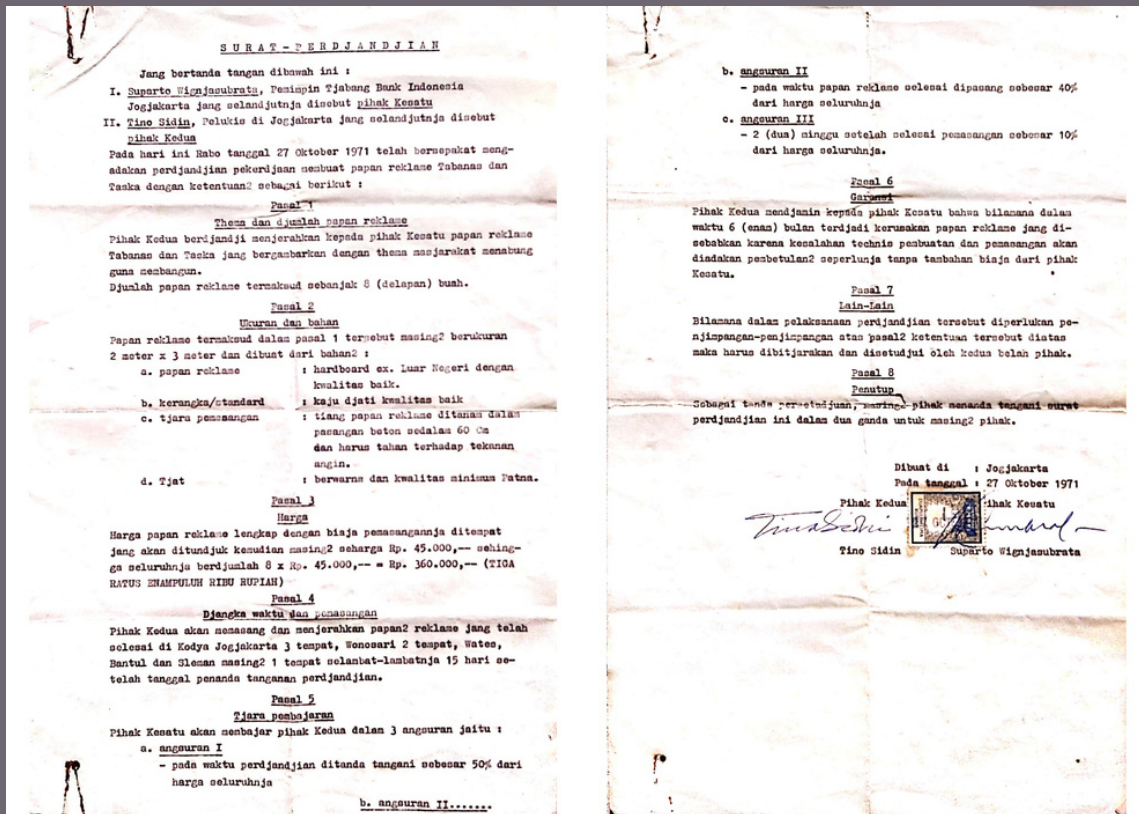 SURAT-PERDJANDJIAN
Jang bertanda tangan dibawah ini :
I. Suparto Wignjasubrata, Pemimpin Tjabang Bank Indonesia
Jogjakarta jang selandjutnja disebut pihak Kesatu
II. Tino Sidin, Pelukis di Jogjakarta jang selandjutnja disebut
pihak Kedua
Pada hari ini Rabo tanggal 27 Oktober 1971 telah bersepakat meng-
adakan perdjandjian pekerdjaan membuat papan reklame Tabanas dan
Taska dengan ketentuan2 sebagai berikut :
Pasal 1
Thema dan djumlah papan reklame
Pihak Kedua berdjandji menjerahkan kepada pihak Kesatu papan reklame
Tabanas dan Taska jang bergambarkan dengan thema masjarakat menabung
guna membangun.
Djumlah papan reklame termaksud sebanjak 8 (delapan) buah.
Pasal 2
Ukuran dan bahan
Papan reklame termaksud dalam pasal 1 tersebut masing2 berukuran
2 meter x 3 meter dan dibuat dari bahan2 :
a. papan reklame : hardboard ex. Luar Negeri dengan
kwalitas baik.
b. kerangka/standard : kaju djati kwalitas baik
c. tjara pemasangan : tiang papan reklame ditanam dalam
pasangan beton sedalam 60 Cm
dan harus tahan terhadap tekanan
angin.
d. Tjat : berwarna dan kwalitas minimum Patna.
Pasal 3
Harga
Harga papan reklame lengkap dengan biaja pemasangannja ditempat
jang akan ditundjuk kemudian masing2 seharga Rp. 45.000,-- sehing-
ga seluruhnja berdjumlah 8 x Rp. 45.000,-- = Rp. 360.000,-- (TIGA
RATUS ENAMPULUH RIBU RUPIAH)
Pasal 4
Djangka waktu dan pemasangan
Pihak Kedua akan memasang dan menjerahkan papan2 reklame jang telah
selesai di Kodya Jogjakarta 3 tempat, Wonosari 2 tempat, Wates,
Bantul dan Sleman masing2 1 tempat selambat-lambatnja 15 hari se-
telah tanggal penanda tanganan perdjandjian.
Pasal 5
Tjara pembajaran
Pihak Kesatu akan membajar pihak Kedua dalam 3 angsuran jaitu :
a. angsuran I
- pada waktu perdjandjian ditanda tangani sebesar 50% dari
harga seluruhnja
b. angsuran II.......
b. angsuran II
- pada waktu papan reklame selesai dipasang sebesar 40%
dari harga seluruhnja
c. angsuran III
- 2 (dua) minggu setelah selesai pemasangan sebesar 10%
dari harga seluruhnja.
Pasal 6
Garansi
Pihak Kedua mendjamin kepada pihak Kesatu bahwa bilamana dalam
waktu 6 (enam) bulan terdjadi kerusakan papan reklame jang di-
sebabkan karena kesalahan technis pembuatan dan pemasangan akan
diadakan pembetulan2 seperlunja tanpa tambahan biaja dari pihak
Kesatu.
Pasal 7
Lain-Lain
Bilamana dalam pelaksanaan perdjandjian tersebut diperlukan pe-
njimpangan-penjimpangan atas pasal2 ketentuan tersebut diatas
maka harus dibitjarakan dan disetudjui oleh kedua belah pihak.
Pasal 8
Penutup
Sebagai tanda persetudjuan, masing2 pihak menanda tangani surat
perdjandjian ini dalam dua ganda untuk masing2 pihak.
Dibuat di : Jogjakarta
Pada tanggal : 27 Oktober 1971
Pihak Kedua ihak Kesatu
Tino Sidin
Tino Sidin Suparto Wignjasubrata